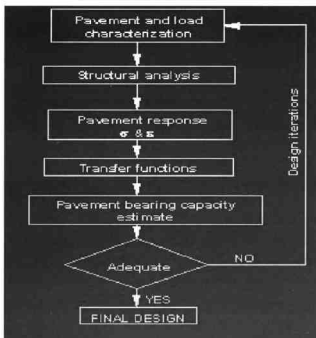 Pavement and load
characterization
Structural analysis
Pavement response
σ & ε
Transfer functions
Pavement bearing capacity
estimate
Adequate
NO
YES
FINAL DESIGN
Design iterations